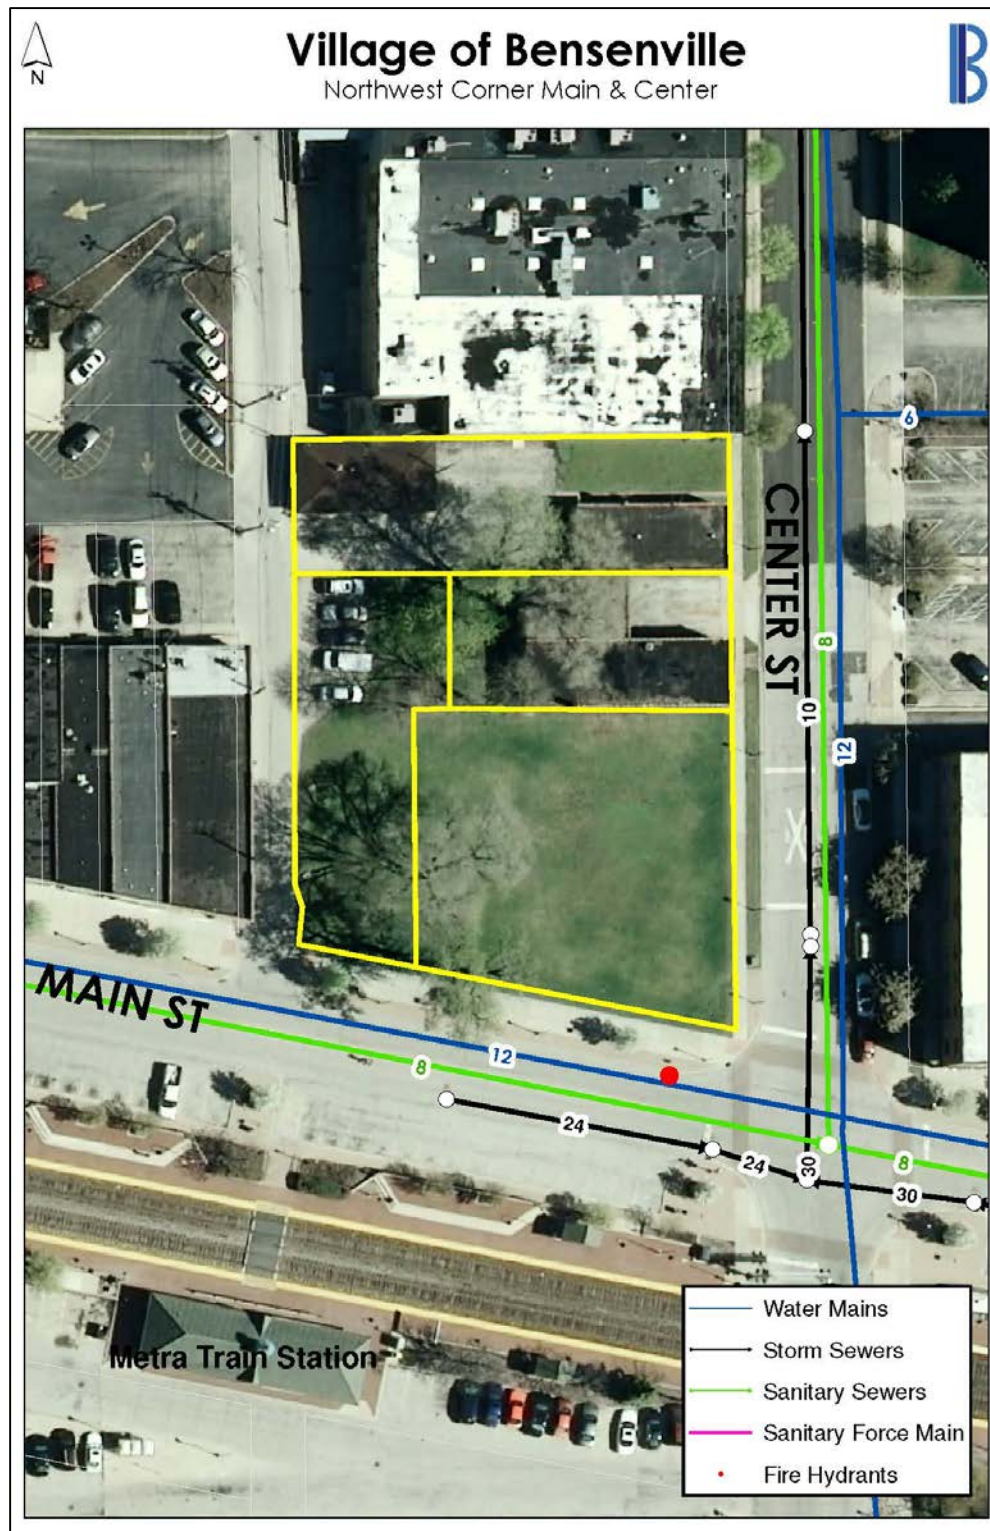 N
Village of Bensenville
Northwest Corner Main & Center
B
6
CENTER ST
8
10
12
MAIN ST
12
8
24
24
30
30
8
Metra Train Station
Water Mains
Storm Sewers
Sanitary Sewers
Sanitary Force Main
Fire Hydrants